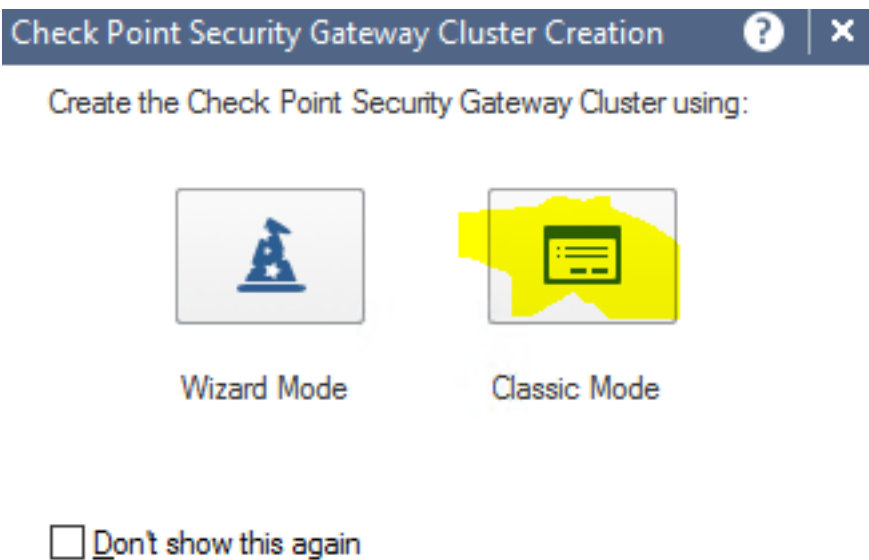 Check Point Security Gateway Cluster Creation
Create the Check Point Security Gateway Cluster using:
Wizard Mode
Classic Mode
Don't show this again